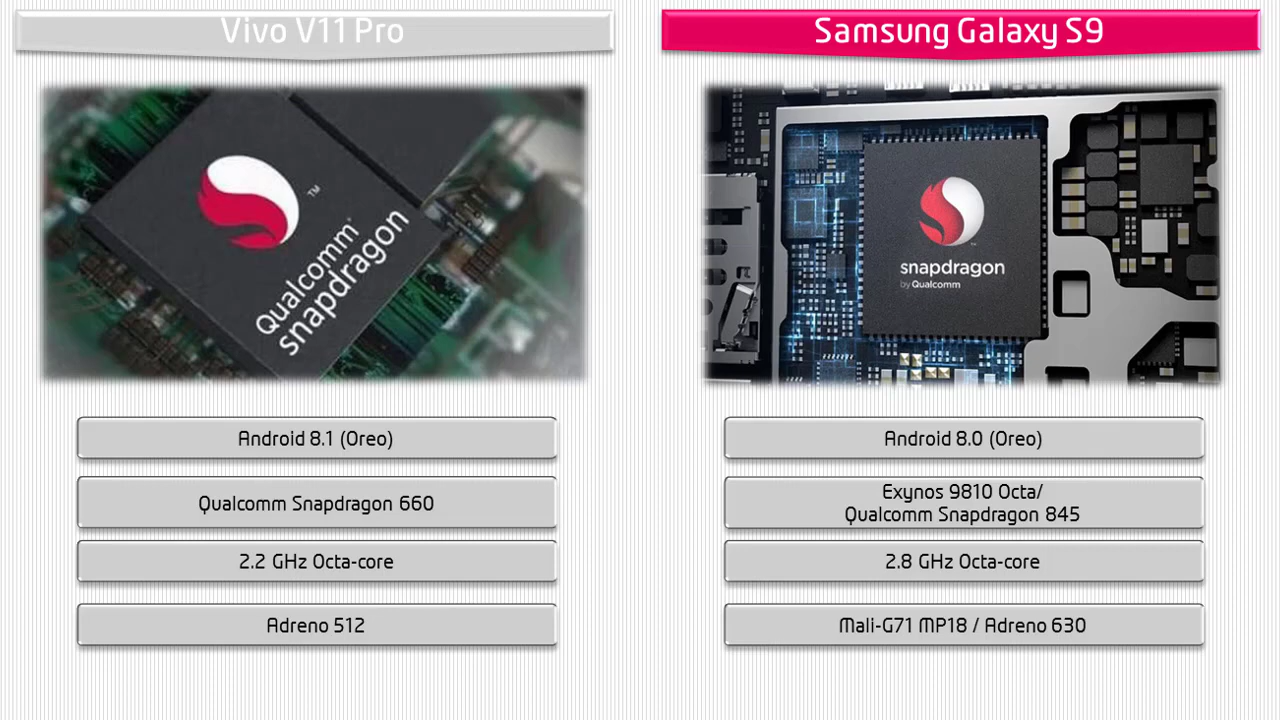 Vivo V11 Pro
Samsung Galaxy S9
TM
Qualcomm
snapdragon
snapdragon
by Qualcomm
Android 8.1 (Oreo)
Android 8.0 (Oreo)
Qualcomm Snapdragon 660
Exynos 9810 Octa/
Qualcomm Snapdragon 845
2.2 GHz Octa-core
2.8 GHz Octa-core
Adreno 512
Mali-G71 MP18 / Adreno 630